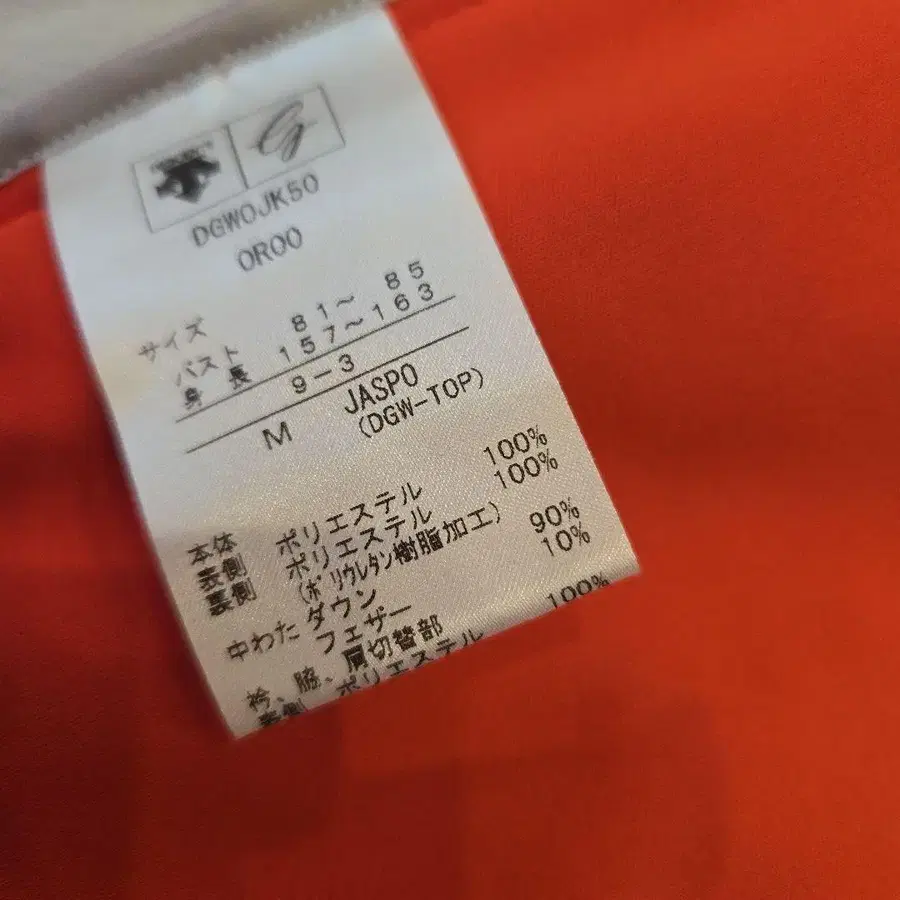 DGW0JK50
OR00
サイズ
バスト 81～ 85
身長 157～163
9-3
M JASPO
(DGW-TOP)
本体
表側 ポリエステル 100%
裏側 ポリエステル 100%
(ポリウレタン樹脂加工)
中わた ダウン 90%
フェザー 10%
衿、脇、肩切替部
表側 ポリエステル 100%